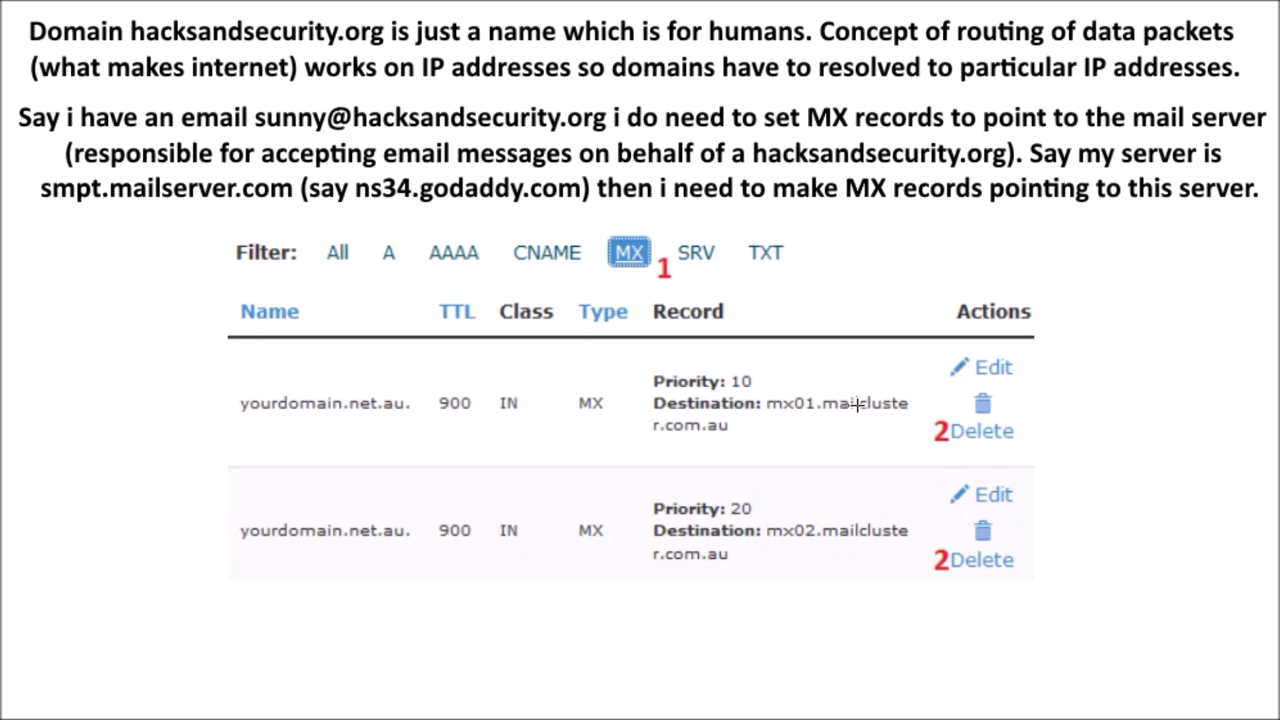 Domain hacksandsecurity.org is just a name which is for humans. Concept of routing of data packets
(what makes internet) works on IP addresses so domains have to resolved to particular IP addresses.
Say i have an email sunny@hacksandsecurity.org i do need to set MX records to point to the mail server
(responsible for accepting email messages on behalf of a hacksandsecurity.org). Say my server is
smpt.mailserver.com (say ns34.godaddy.com) then i need to make MX records pointing to this server.
Filter: All A AAAA CNAME MX 1 SRV TXT
Name TTL Class Type Record Actions
Edit
Priority: 10
yourdomain.net.au. 900 IN MX Destination: mx01.mailcluste
r.com.au
2Delete
Edit
Priority: 20
yourdomain.net.au. 900 IN MX Destination: mx02.mailcluste
r.com.au
2Delete